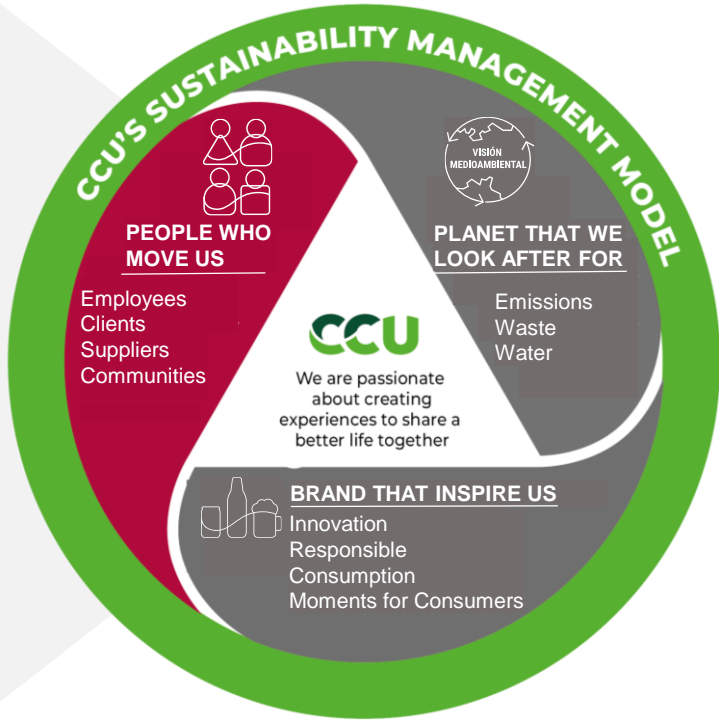 CCU'S SUSTAINABILITY MANAGEMENT MODEL
PEOPLE WHO
MOVE US
Employees
Clients
Suppliers
Communities
VISIÓN
MEDIOAMBIENTAL
PLANET THAT WE
LOOK AFTER FOR
Emissions
Waste
Water
CCU
We are passionate
about creating
experiences to share a
better life together
BRAND THAT INSPIRE US
Innovation
Responsible
Consumption
Moments for Consumers